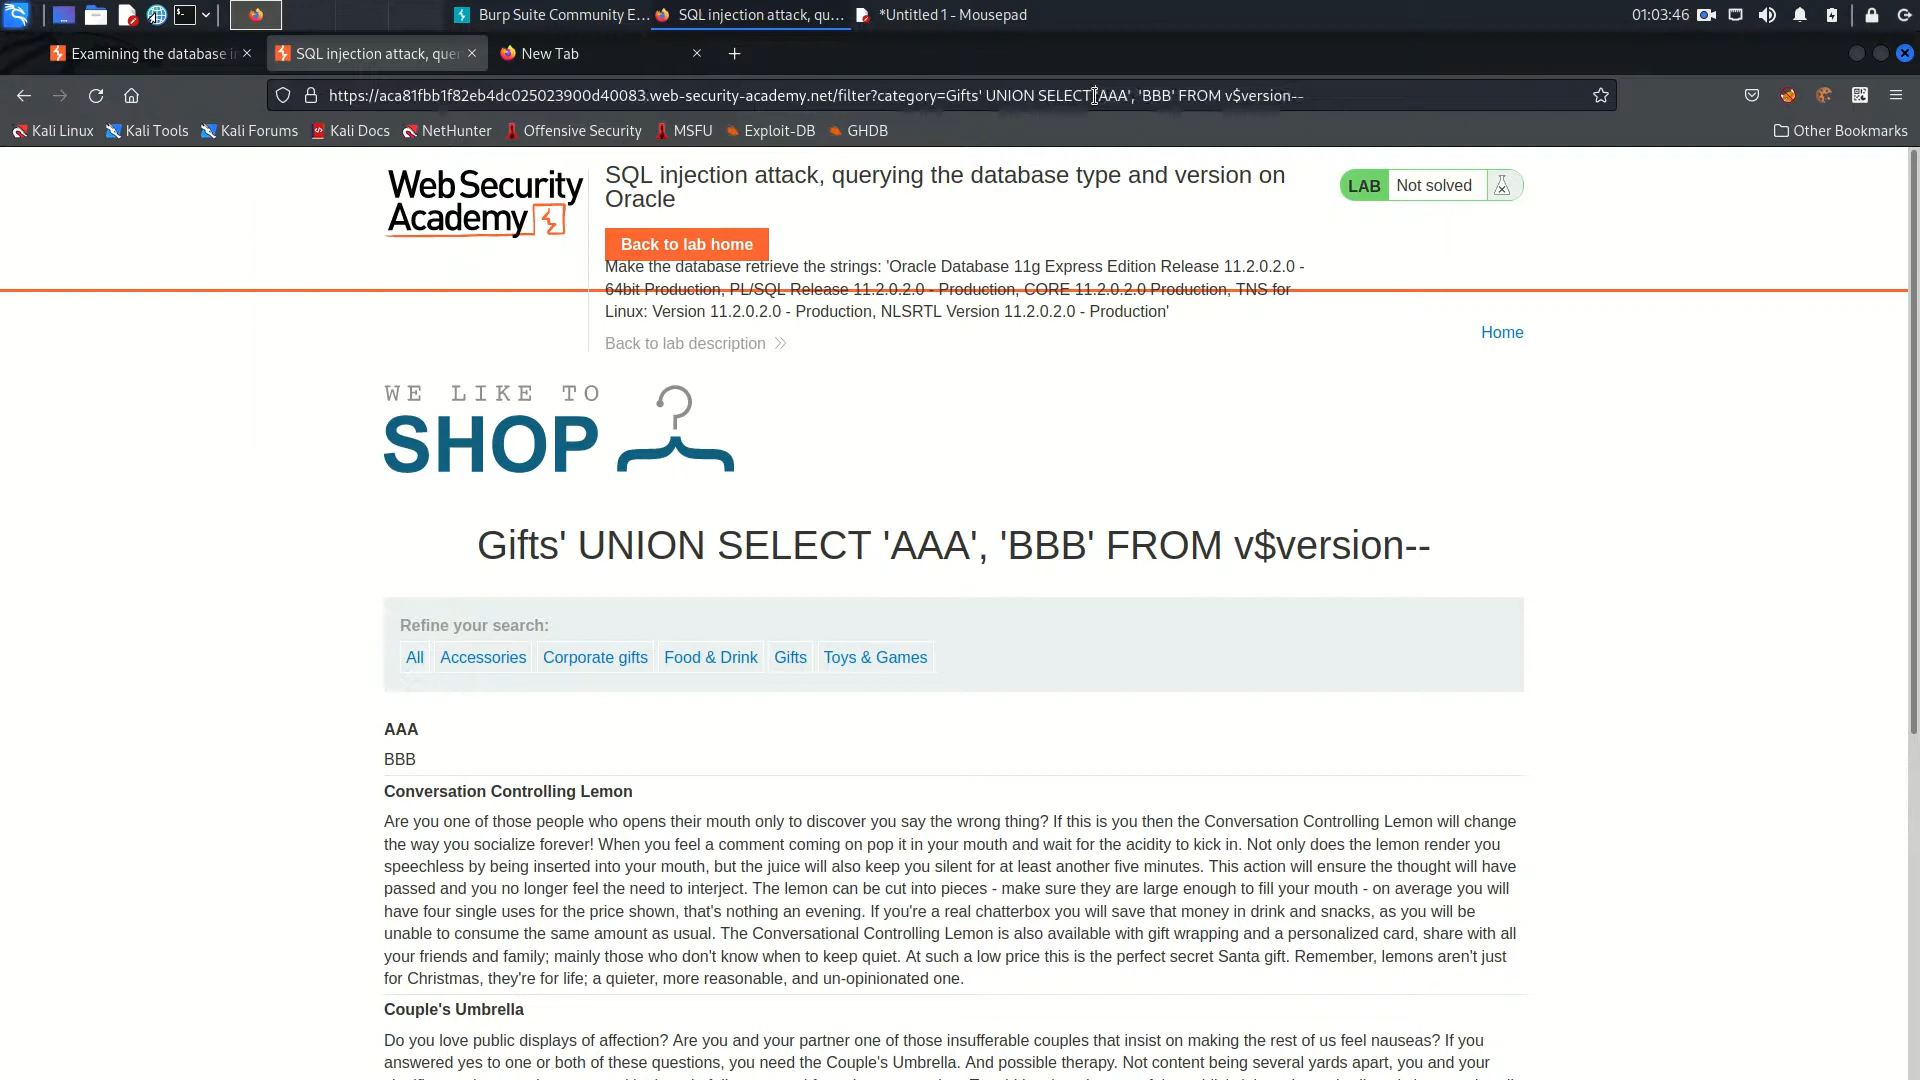 Burp Suite Community E...
SQL injection attack, qu...
*Untitled 1 - Mousepad
01:03:46
Examining the database i
SQL injection attack, que
New Tab
https://aca81fbb1f82eb4dc025023900d40083.web-security-academy.net/filter?category=Gifts' UNION SELECT 'AAA', 'BBB' FROM v$version--
Kali Linux
Kali Tools
Kali Forums
Kali Docs
NetHunter
Offensive Security
MSFU
Exploit-DB
GHDB
Other Bookmarks
WebSecurity
Academy
SQL injection attack, querying the database type and version on
Oracle
LAB Not solved
Back to lab home
Make the database retrieve the strings: 'Oracle Database 11g Express Edition Release 11.2.0.2.0 -
64bit Production, PL/SQL Release 11.2.0.2.0 - Production, CORE 11.2.0.2.0 Production, TNS for
Linux: Version 11.2.0.2.0 - Production, NLSRTL Version 11.2.0.2.0 - Production'
Back to lab description
Home
WE LIKE TO
SHOP
Gifts' UNION SELECT 'AAA', 'BBB' FROM v$version--
Refine your search:
All
Accessories
Corporate gifts
Food & Drink
Gifts
Toys & Games
AAA
BBB
Conversation Controlling Lemon
Are you one of those people who opens their mouth only to discover you say the wrong thing? If this is you then the Conversation Controlling Lemon will change
the way you socialize forever! When you feel a comment coming on pop it in your mouth and wait for the acidity to kick in. Not only does the lemon render you
speechless by being inserted into your mouth, but the juice will also keep you silent for at least another five minutes. This action will ensure the thought will have
passed and you no longer feel the need to interject. The lemon can be cut into pieces - make sure they are large enough to fill your mouth - on average you will
have four single uses for the price shown, that's nothing an evening. If you're a real chatterbox you will save that money in drink and snacks, as you will be
unable to consume the same amount as usual. The Conversational Controlling Lemon is also available with gift wrapping and a personalized card, share with all
your friends and family; mainly those who don't know when to keep quiet. At such a low price this is the perfect secret Santa gift. Remember, lemons aren't just
for Christmas, they're for life; a quieter, more reasonable, and un-opinionated one.
Couple's Umbrella
Do you love public displays of affection? Are you and your partner one of those insufferable couples that insist on making the rest of us feel nauseas? If you
answered yes to one or both of these questions, you need the Couple's Umbrella. And possible therapy. Not content being several yards apart, you and your